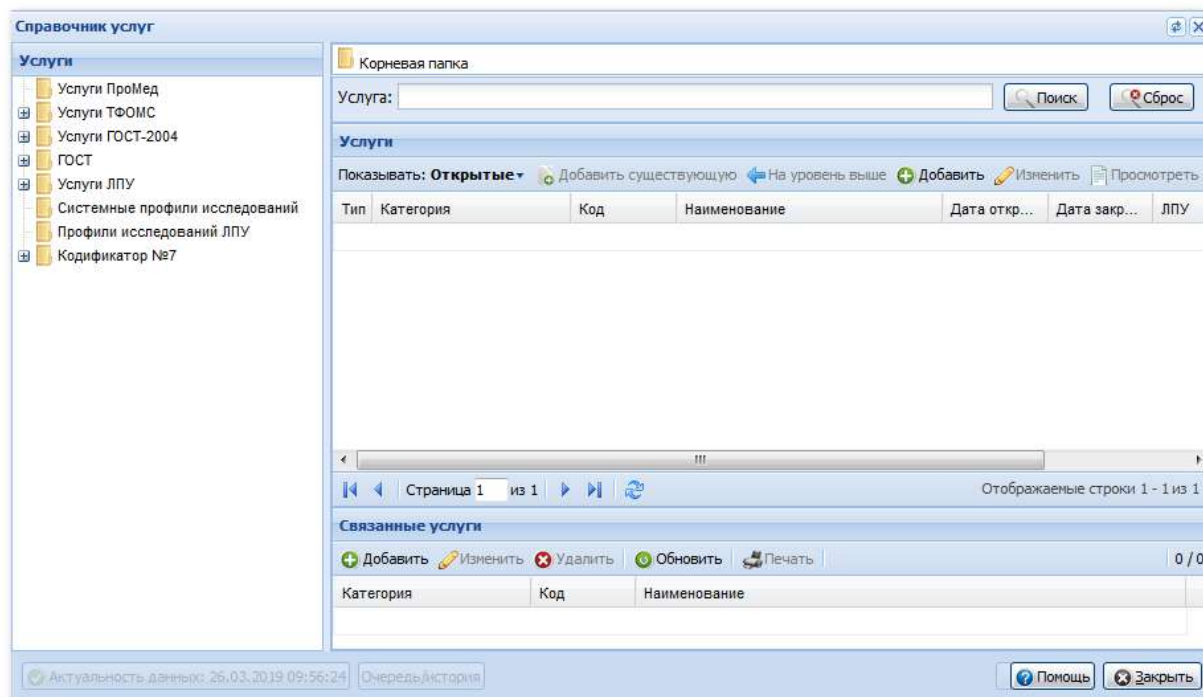 Справочник услуг
Услуги
Услуги ПроМед
Услуги ТФОМС
Услуги ГОСТ-2004
ГОСТ
Услуги ЛПУ
Системные профили исследований
Профили исследований ЛПУ
Кодификатор №7
Корневая папка
Услуга: Поиск Сброс
Услуги
Показывать: Открытые Добавить существующую На уровень выше Добавить Изменить Просмотреть
Тип Категория Код Наименование Дата откр... Дата закр... ЛПУ
Страница 1 из 1 Отображаемые строки 1 - 1 из 1
Связанные услуги
Добавить Изменить Удалить Обновить Печать 0 / 0
Категория Код Наименование
Актуальность данных: 26.03.2019 09:56:24 Очередь/история Помощь Закрыть